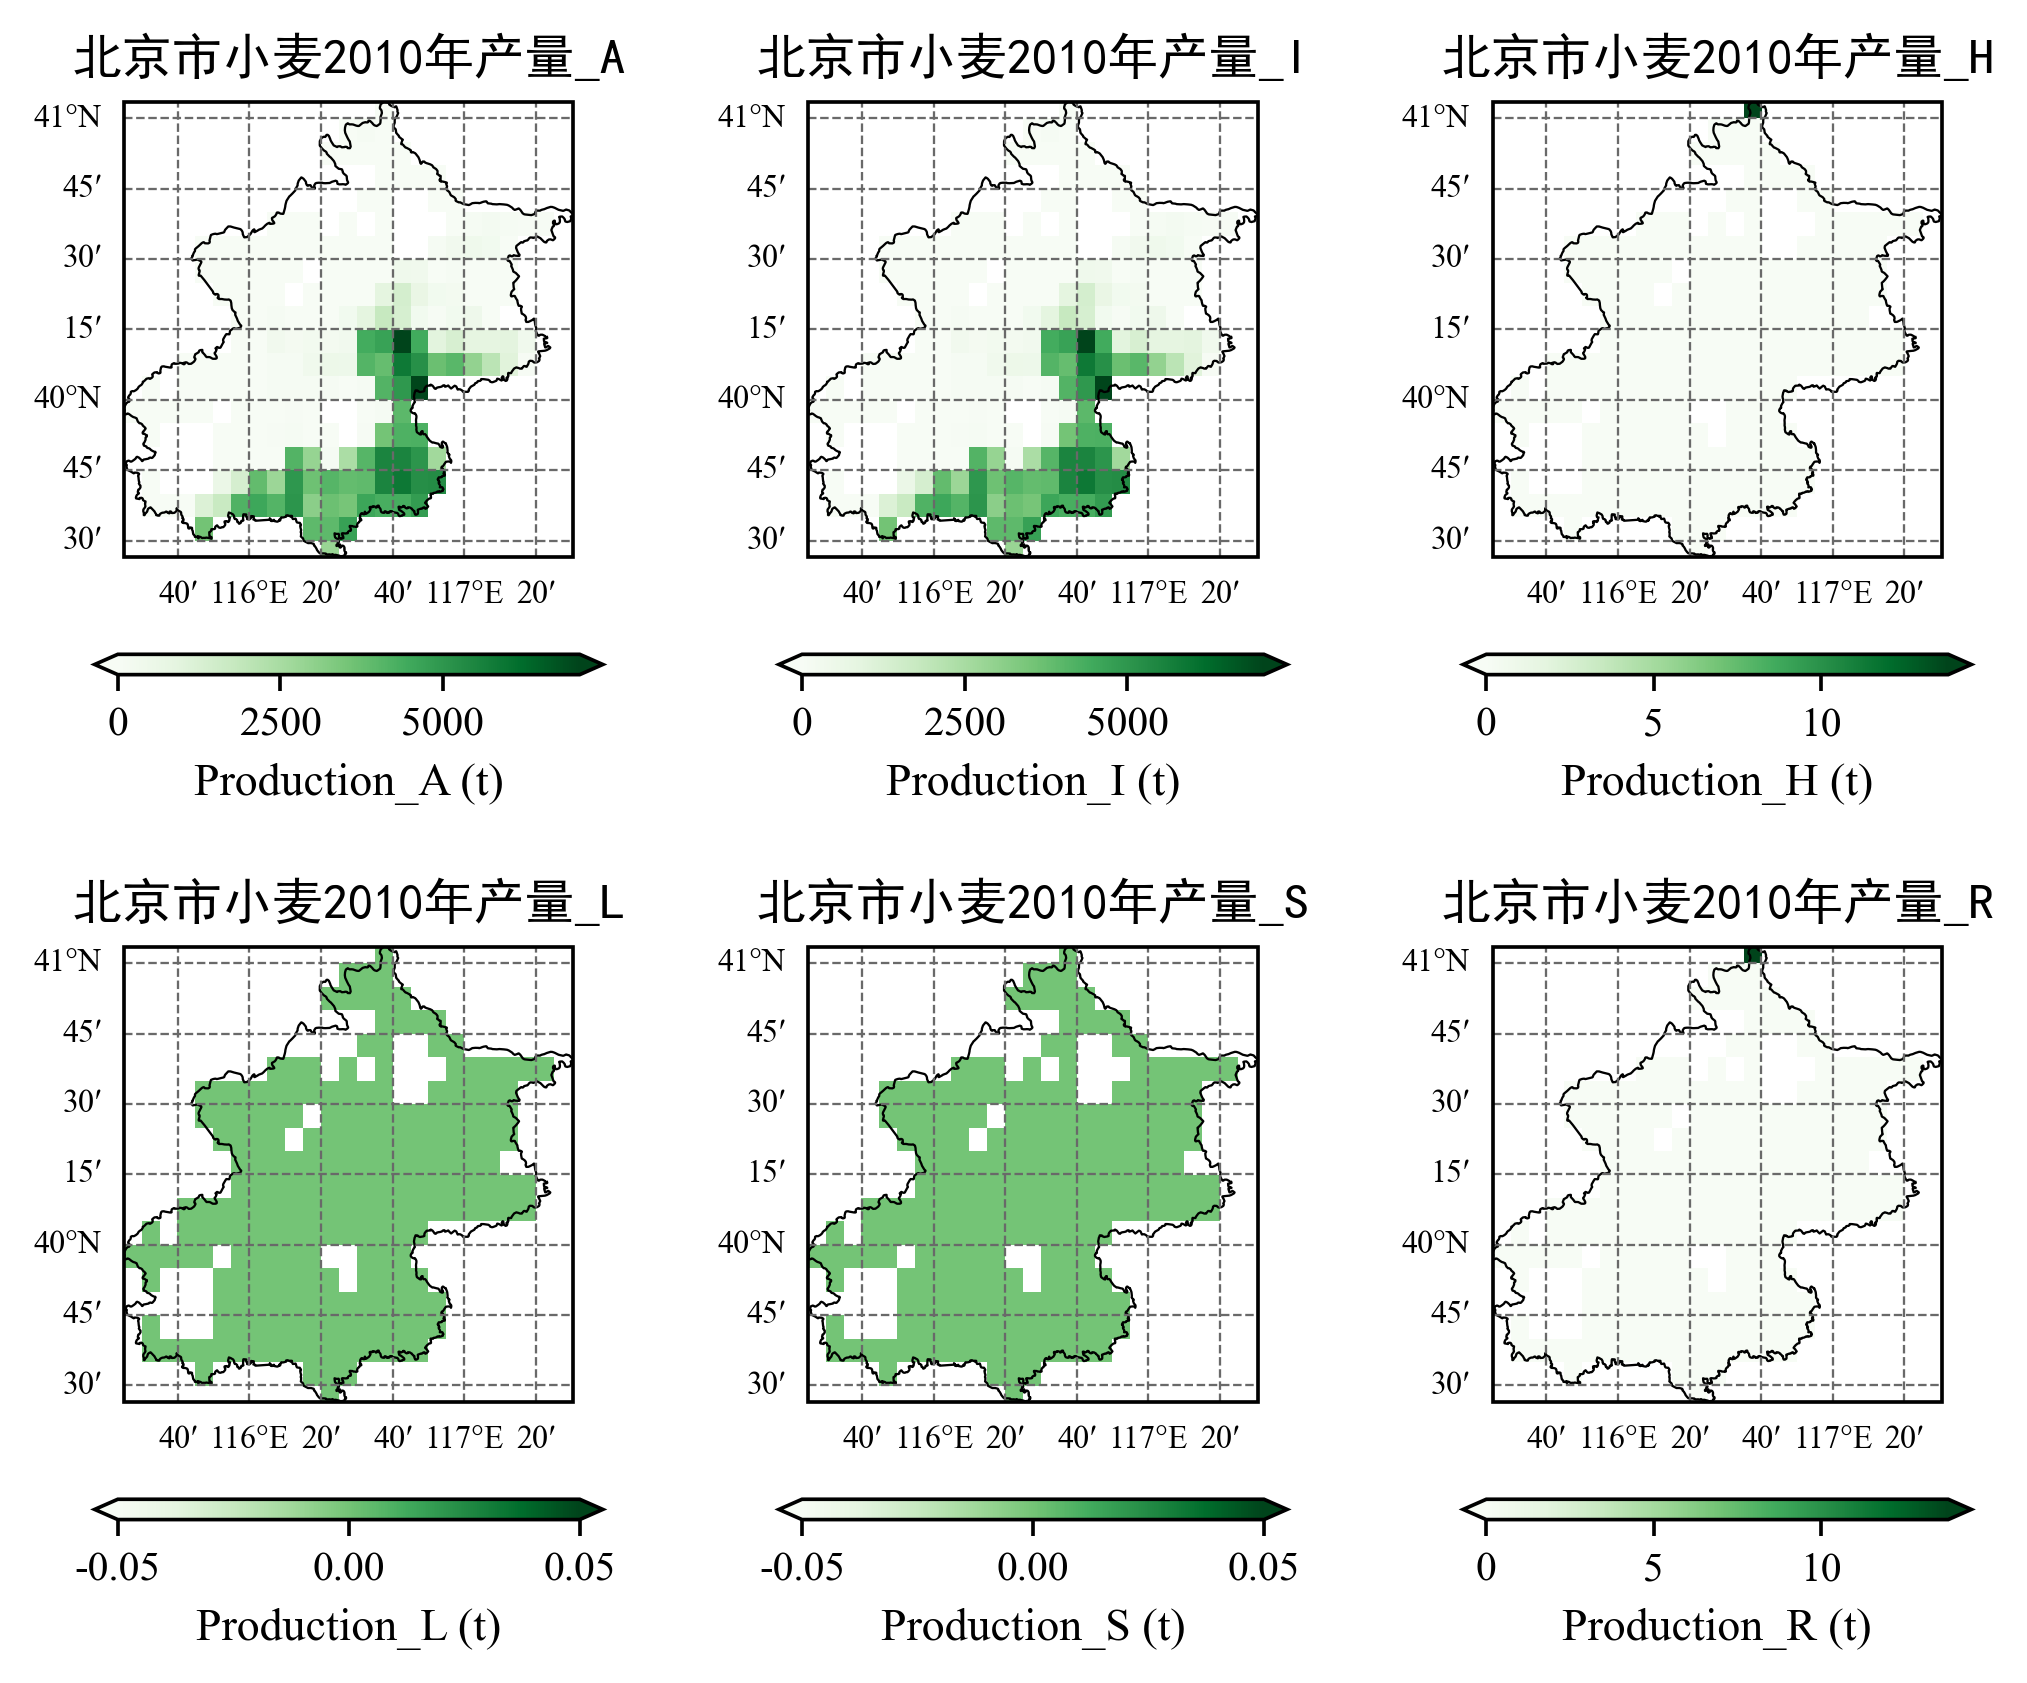 北京市小麦2010年产量_A
41°N
45′
30′
15′
40°N
45′
30′
40′ 116°E 20′ 40′ 117°E 20′
0 2500 5000
Production_A (t)
北京市小麦2010年产量_I
41°N
45′
30′
15′
40°N
45′
30′
40′ 116°E 20′ 40′ 117°E 20′
0 2500 5000
Production_I (t)
北京市小麦2010年产量_H
41°N
45′
30′
15′
40°N
45′
30′
40′ 116°E 20′ 40′ 117°E 20′
0 5 10
Production_H (t)
北京市小麦2010年产量_L
41°N
45′
30′
15′
40°N
45′
30′
40′ 116°E 20′ 40′ 117°E 20′
-0.05 0.00 0.05
Production_L (t)
北京市小麦2010年产量_S
41°N
45′
30′
15′
40°N
45′
30′
40′ 116°E 20′ 40′ 117°E 20′
-0.05 0.00 0.05
Production_S (t)
北京市小麦2010年产量_R
41°N
45′
30′
15′
40°N
45′
30′
40′ 116°E 20′ 40′ 117°E 20′
0 5 10
Production_R (t)